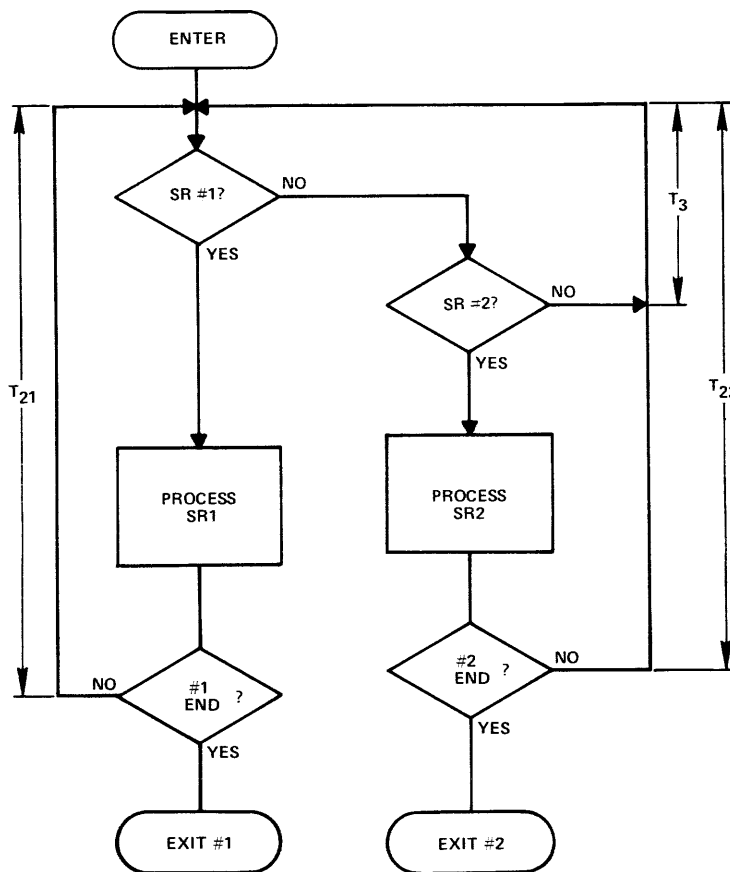 ENTER
SR #1?
NO
YES
T3
SR #2?
NO
YES
T21
T22
PROCESS
SR1
PROCESS
SR2
#1
END ?
NO
YES
#2
END ?
NO
YES
EXIT #1
EXIT #2